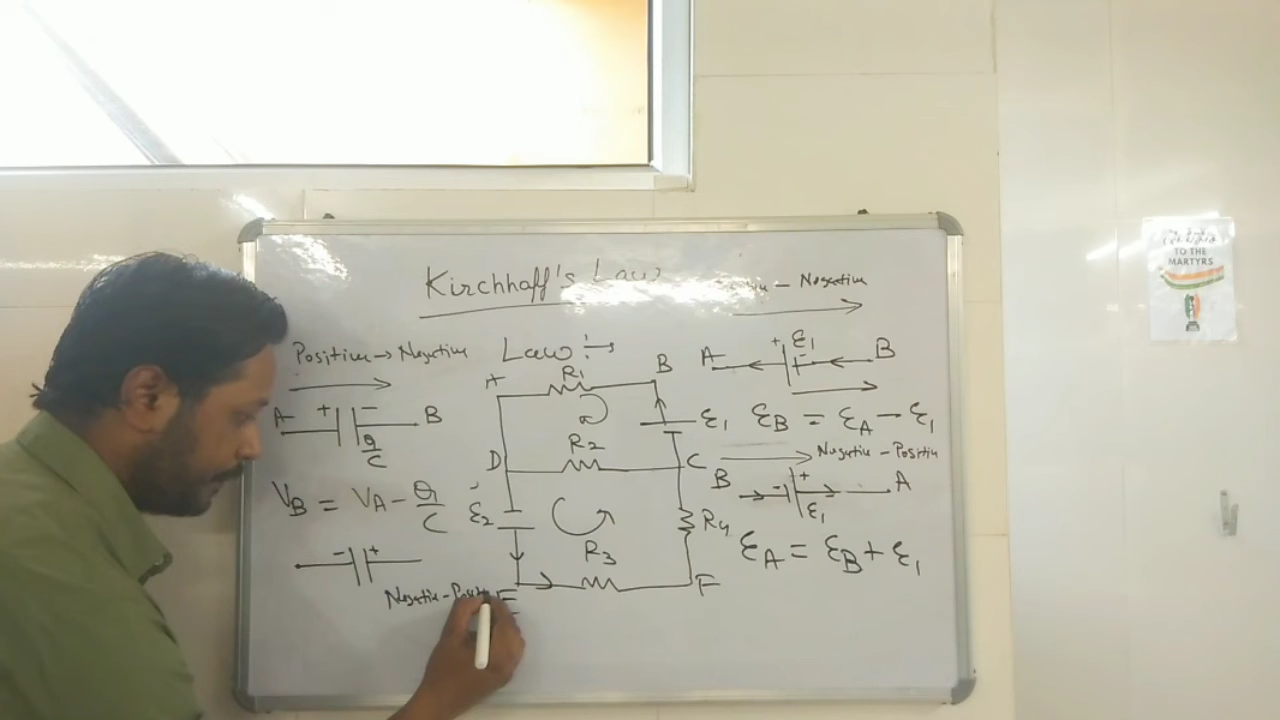 Kirchhoff's Law
- Negative
Positive → Negative
Law :→
A
R1
B
A
+
ε1
-
B
A
+
-
B
Q/C
R2
ε1
εB = εA - ε1
D
C
Negative - Positive
B
-
+
A
ε1
VB = VA - Q/C
ε2
R4
R3
εA = εB + ε1
-
+
F
Negative - Positive
E
TO THE
MARTYRS